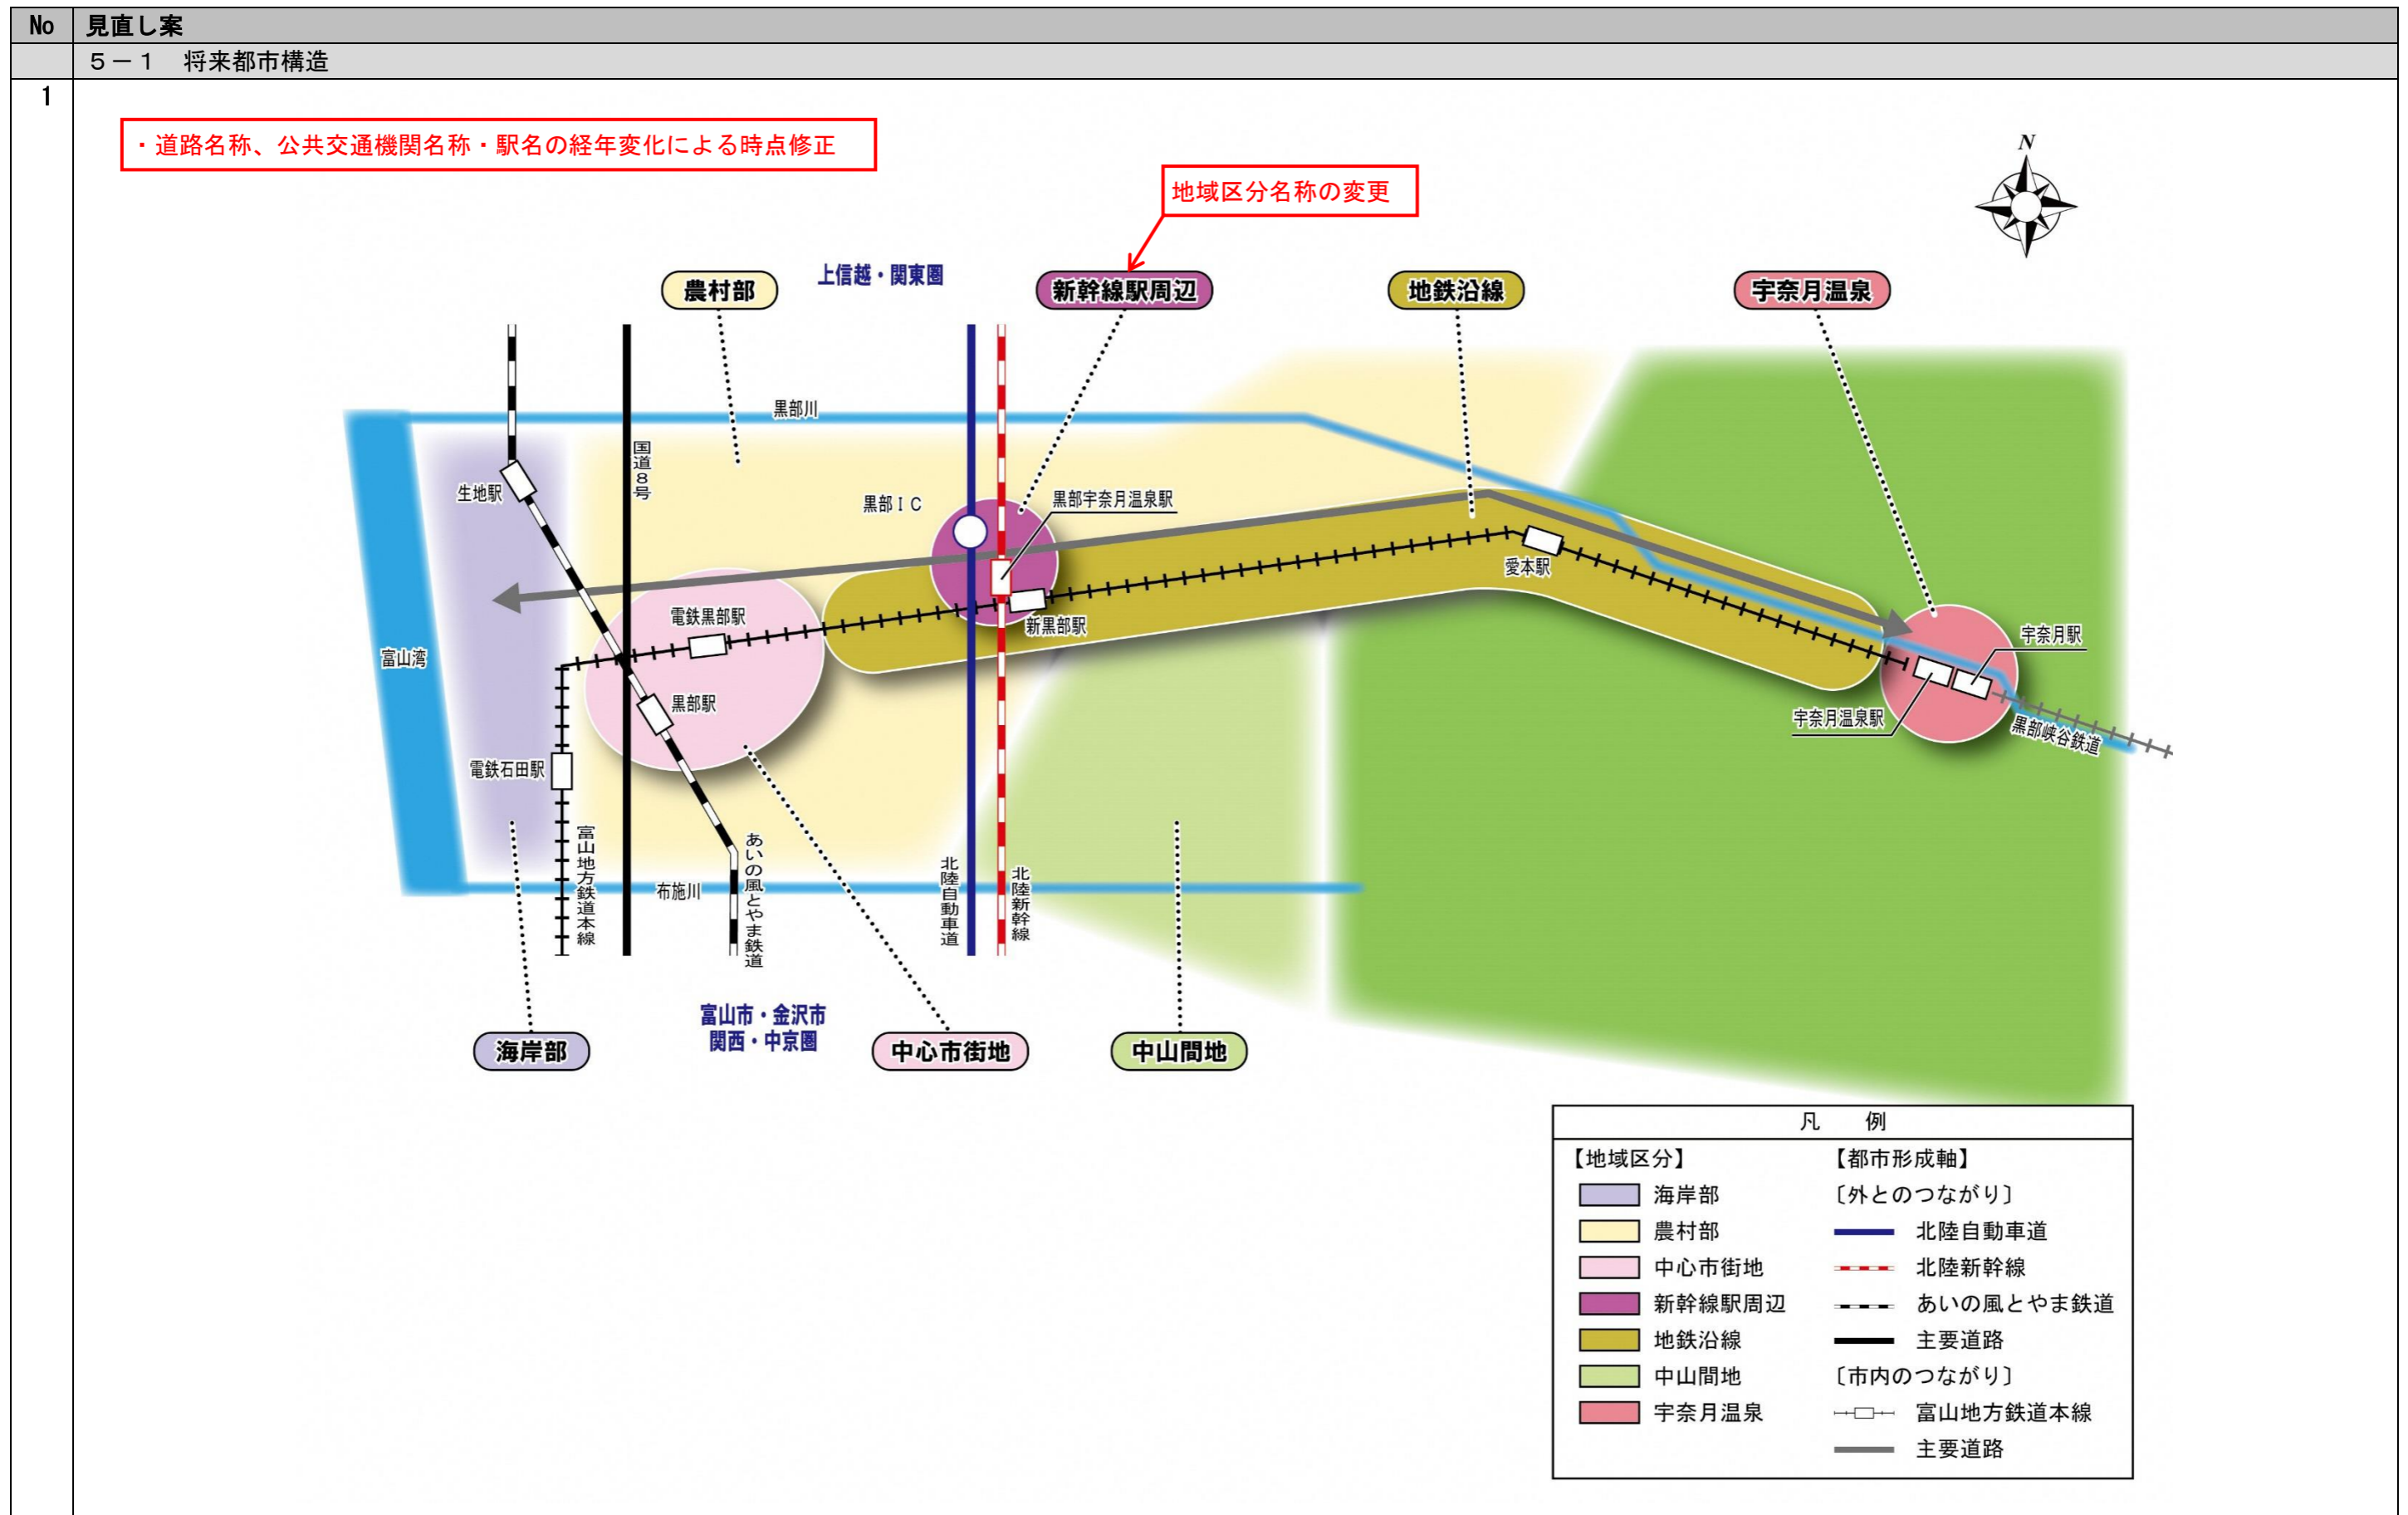 No 見直し案
５－１　将来都市構造
1
・道路名称、公共交通機関名称・駅名の経年変化による時点修正
地域区分名称の変更
N
上信越・関東圏
農村部
新幹線駅周辺
地鉄沿線
宇奈月温泉
黒部川
国道８号
生地駅
黒部ＩＣ
黒部宇奈月温泉駅
愛本駅
電鉄黒部駅
新黒部駅
富山湾
宇奈月駅
黒部駅
宇奈月温泉駅
黒部峡谷鉄道
電鉄石田駅
富山地方鉄道本線
あいの風とやま鉄道
北陸自動車道
北陸新幹線
布施川
富山市・金沢市
関西・中京圏
海岸部
中心市街地
中山間地
凡　例
【地域区分】
海岸部
農村部
中心市街地
新幹線駅周辺
地鉄沿線
中山間地
宇奈月温泉
【都市形成軸】
〔外とのつながり〕
北陸自動車道
北陸新幹線
あいの風とやま鉄道
主要道路
〔市内のつながり〕
富山地方鉄道本線
主要道路